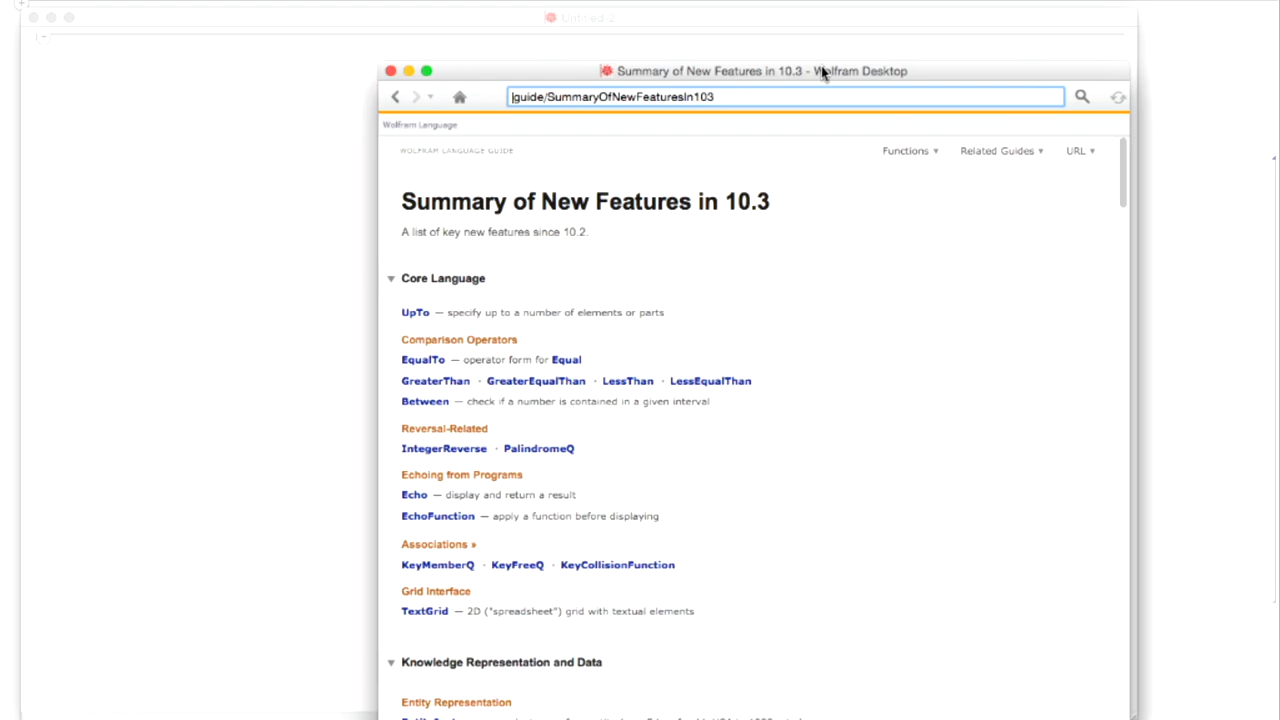 Untitled-2
Summary of New Features in 10.3 - Wolfram Desktop
guide/SummaryOfNewFeaturesIn103
Wolfram Language
WOLFRAM LANGUAGE GUIDE
Functions ▾ Related Guides ▾ URL ▾
Summary of New Features in 10.3
A list of key new features since 10.2.
Core Language
UpTo — specify up to a number of elements or parts
Comparison Operators
EqualTo — operator form for Equal
GreaterThan · GreaterEqualThan · LessThan · LessEqualThan
Between — check if a number is contained in a given interval
Reversal-Related
IntegerReverse · PalindromeQ
Echoing from Programs
Echo — display and return a result
EchoFunction — apply a function before displaying
Associations »
KeyMemberQ · KeyFreeQ · KeyCollisionFunction
Grid Interface
TextGrid — 2D ("spreadsheet") grid with textual elements
Knowledge Representation and Data
Entity Representation